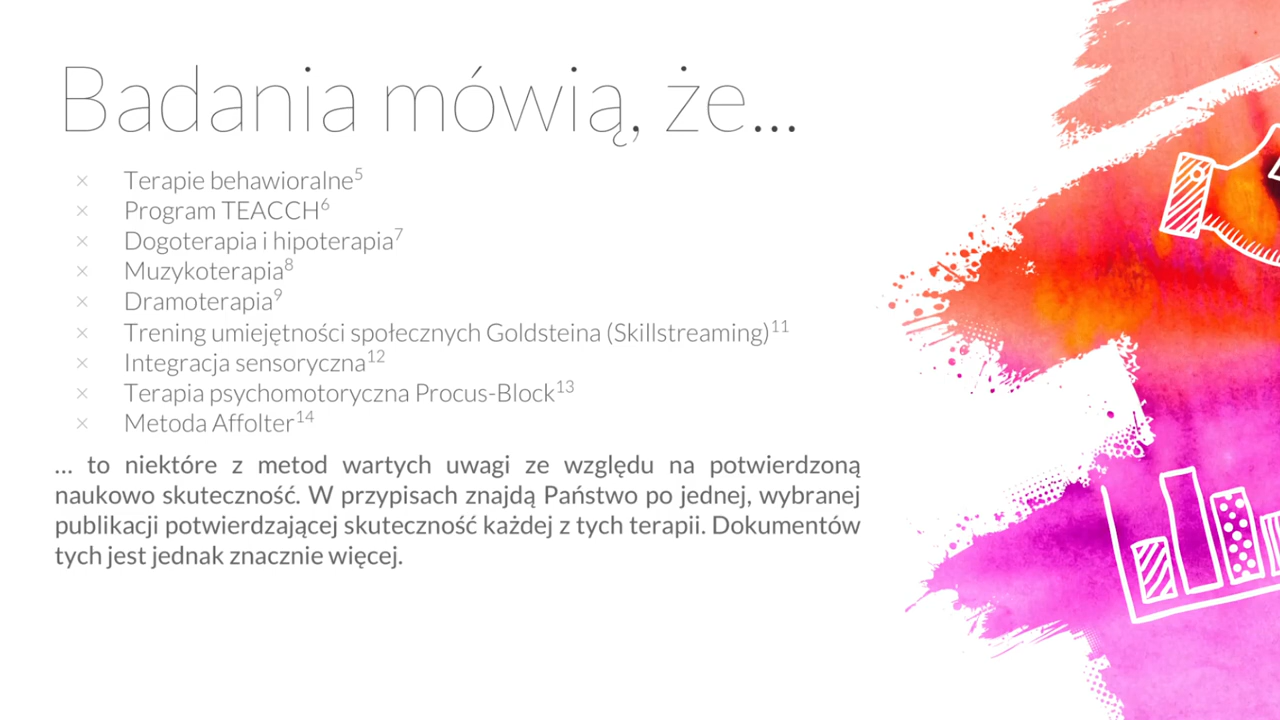 Badania mówią, że...
× Terapie behawioralne⁵
× Program TEACCH⁶
× Dogoterapia i hipoterapia⁷
× Muzykoterapia⁸
× Dramoterapia⁹
× Trening umiejętności społecznych Goldsteina (Skillstreaming)¹¹
× Integracja sensoryczna¹²
× Terapia psychomotoryczna Procus-Block¹³
× Metoda Affolter¹⁴
... to niektóre z metod wartych uwagi ze względu na potwierdzoną
naukowo skuteczność. W przypisach znajdą Państwo po jednej, wybranej
publikacji potwierdzającej skuteczność każdej z tych terapii. Dokumentów
tych jest jednak znacznie więcej.